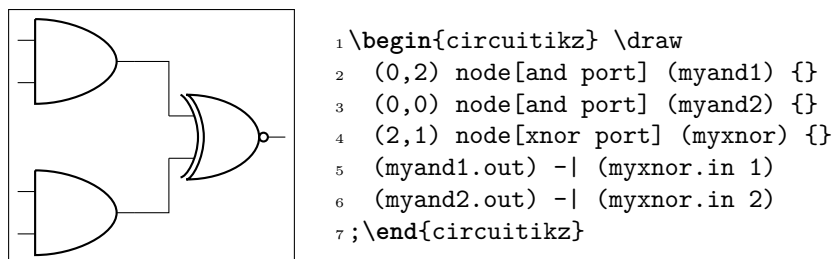 1 \begin{circuitikz} \draw
2 (0,2) node[and port] (myand1) {}
3 (0,0) node[and port] (myand2) {}
4 (2,1) node[xnor port] (myxnor) {}
5 (myand1.out) -| (myxnor.in 1)
6 (myand2.out) -| (myxnor.in 2)
7 ;\end{circuitikz}